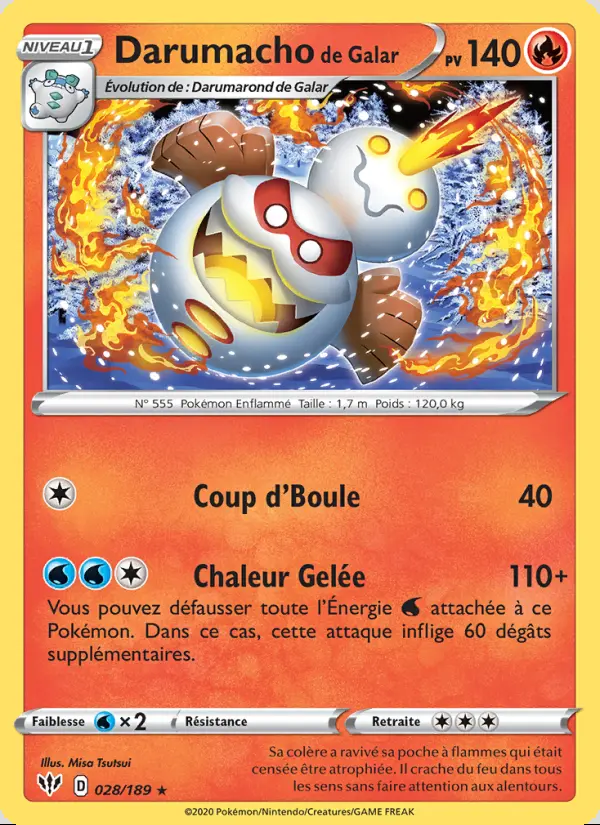 NIVEAU 1
Darumacho de Galar
PV 140
Évolution de : Darumarond de Galar
N° 555 Pokémon Enflammé Taille : 1,7 m Poids : 120,0 kg
Coup d'Boule 40
Chaleur Gelée 110+
Vous pouvez défausser toute l'Énergie attachée à ce
Pokémon. Dans ce cas, cette attaque inflige 60 dégâts
supplémentaires.
Faiblesse ×2 Résistance Retraite
Illus. Misa Tsutsui
Sa colère a ravivé sa poche à flammes qui était
censée être atrophiée. Il crache du feu dans tous
les sens sans faire attention aux alentours.
D 028/189 ★
©2020 Pokémon/Nintendo/Creatures/GAME FREAK